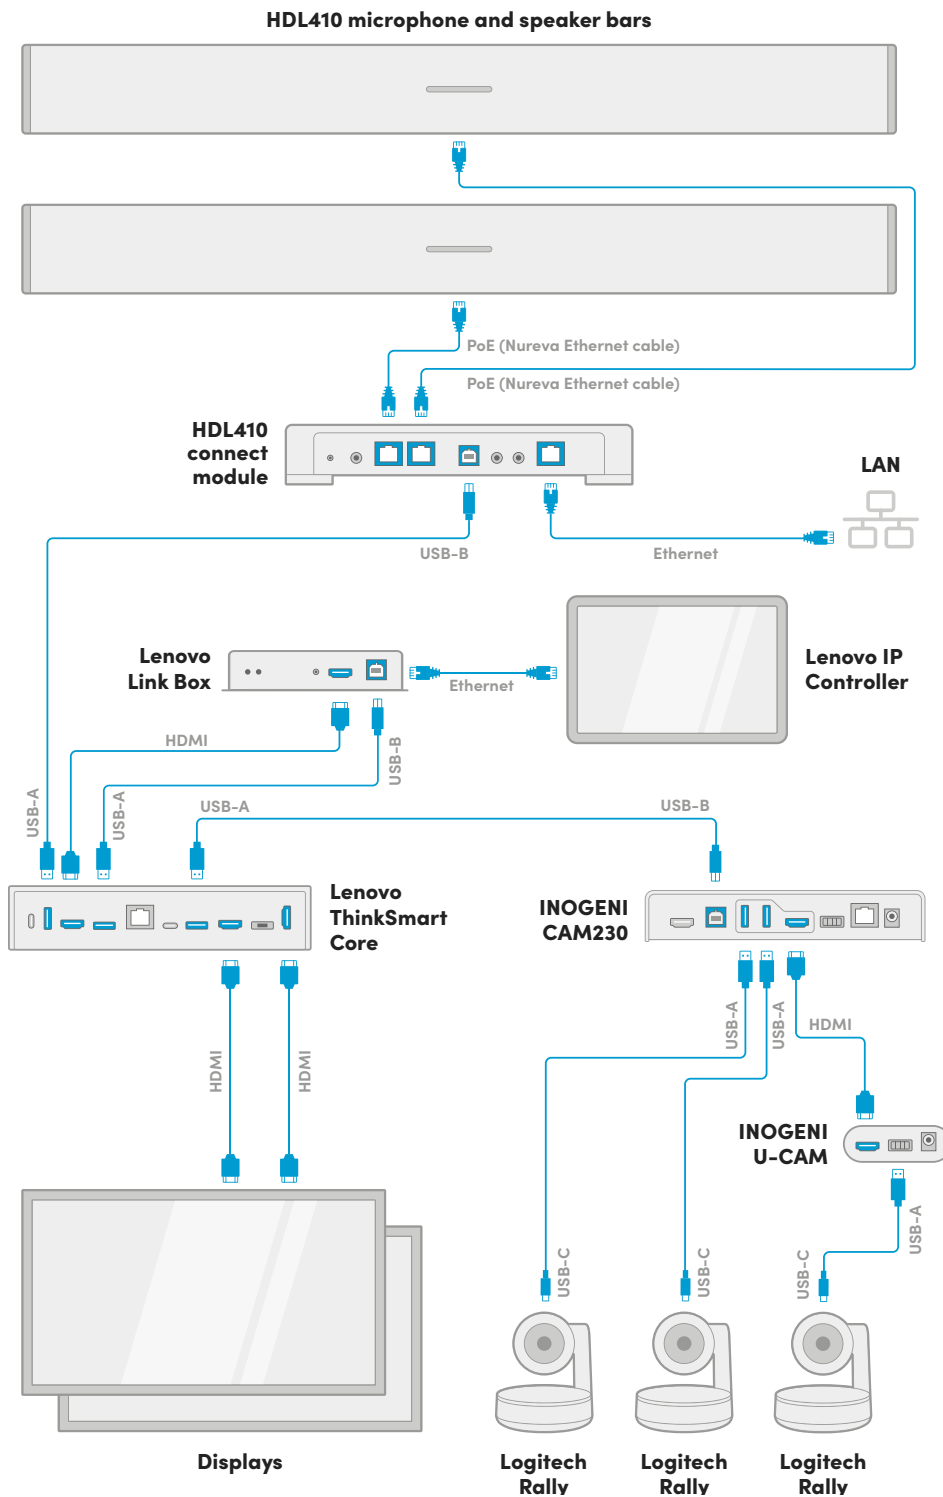 HDL410 microphone and speaker bars
PoE (Nureva Ethernet cable)
PoE (Nureva Ethernet cable)
HDL410
connect
module
LAN
USB-B
Ethernet
Lenovo
Link Box
Ethernet
Lenovo IP
Controller
HDMI
USB-B
USB-A
USB-A
USB-A
USB-B
Lenovo
ThinkSmart
Core
INOGENI
CAM230
USB-A
USB-A
HDMI
HDMI
HDMI
INOGENI
U-CAM
USB-A
USB-C
USB-C
USB-C
Displays
Logitech
Rally
Logitech
Rally
Logitech
Rally